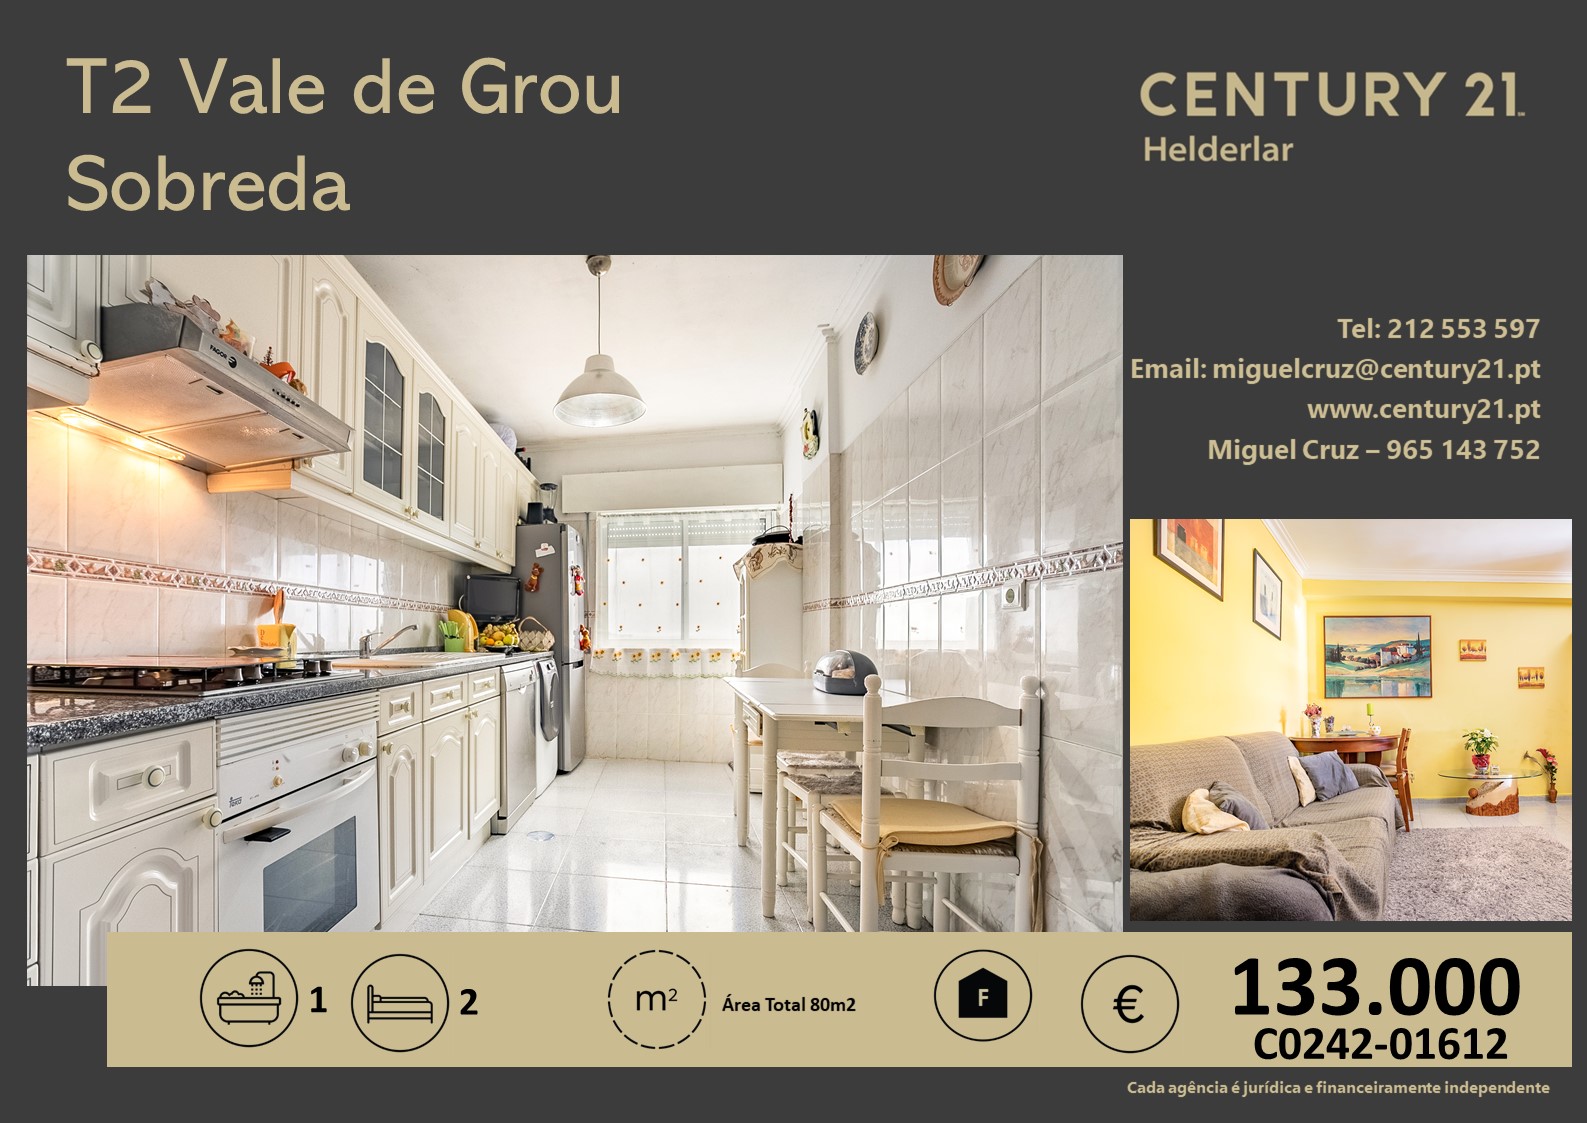 T2 Vale de Grou
Sobreda
CENTURY 21
Helderlar
Tel: 212 553 597
Email: miguelcruz@century21.pt
www.century21.pt
Miguel Cruz – 965 143 752
FAGOR
1
2
m²
Área Total 80m2
F
€
133.000
C0242-01612
Cada agência é jurídica e financeiramente independente